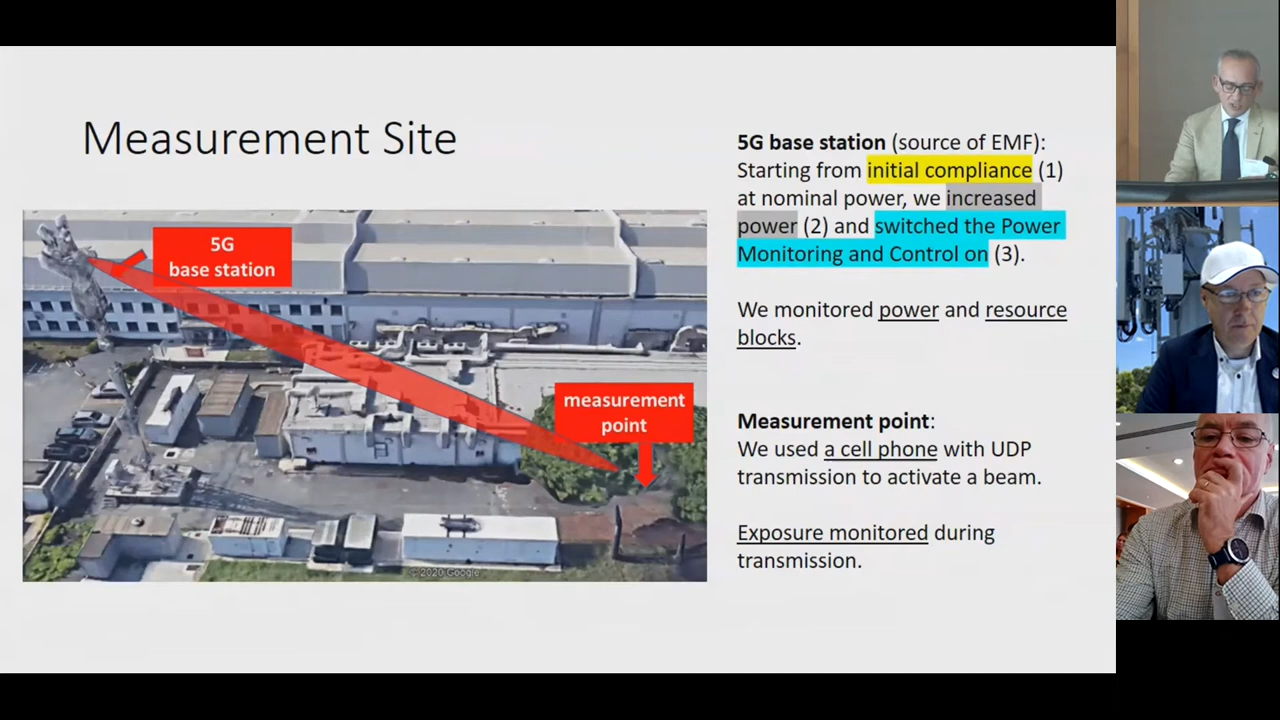 Measurement Site
5G
base station
measurement
point
© 2020 Google
5G base station (source of EMF):
Starting from initial compliance (1)
at nominal power, we increased
power (2) and switched the Power
Monitoring and Control on (3).
We monitored power and resource
blocks.
Measurement point:
We used a cell phone with UDP
transmission to activate a beam.
Exposure monitored during
transmission.